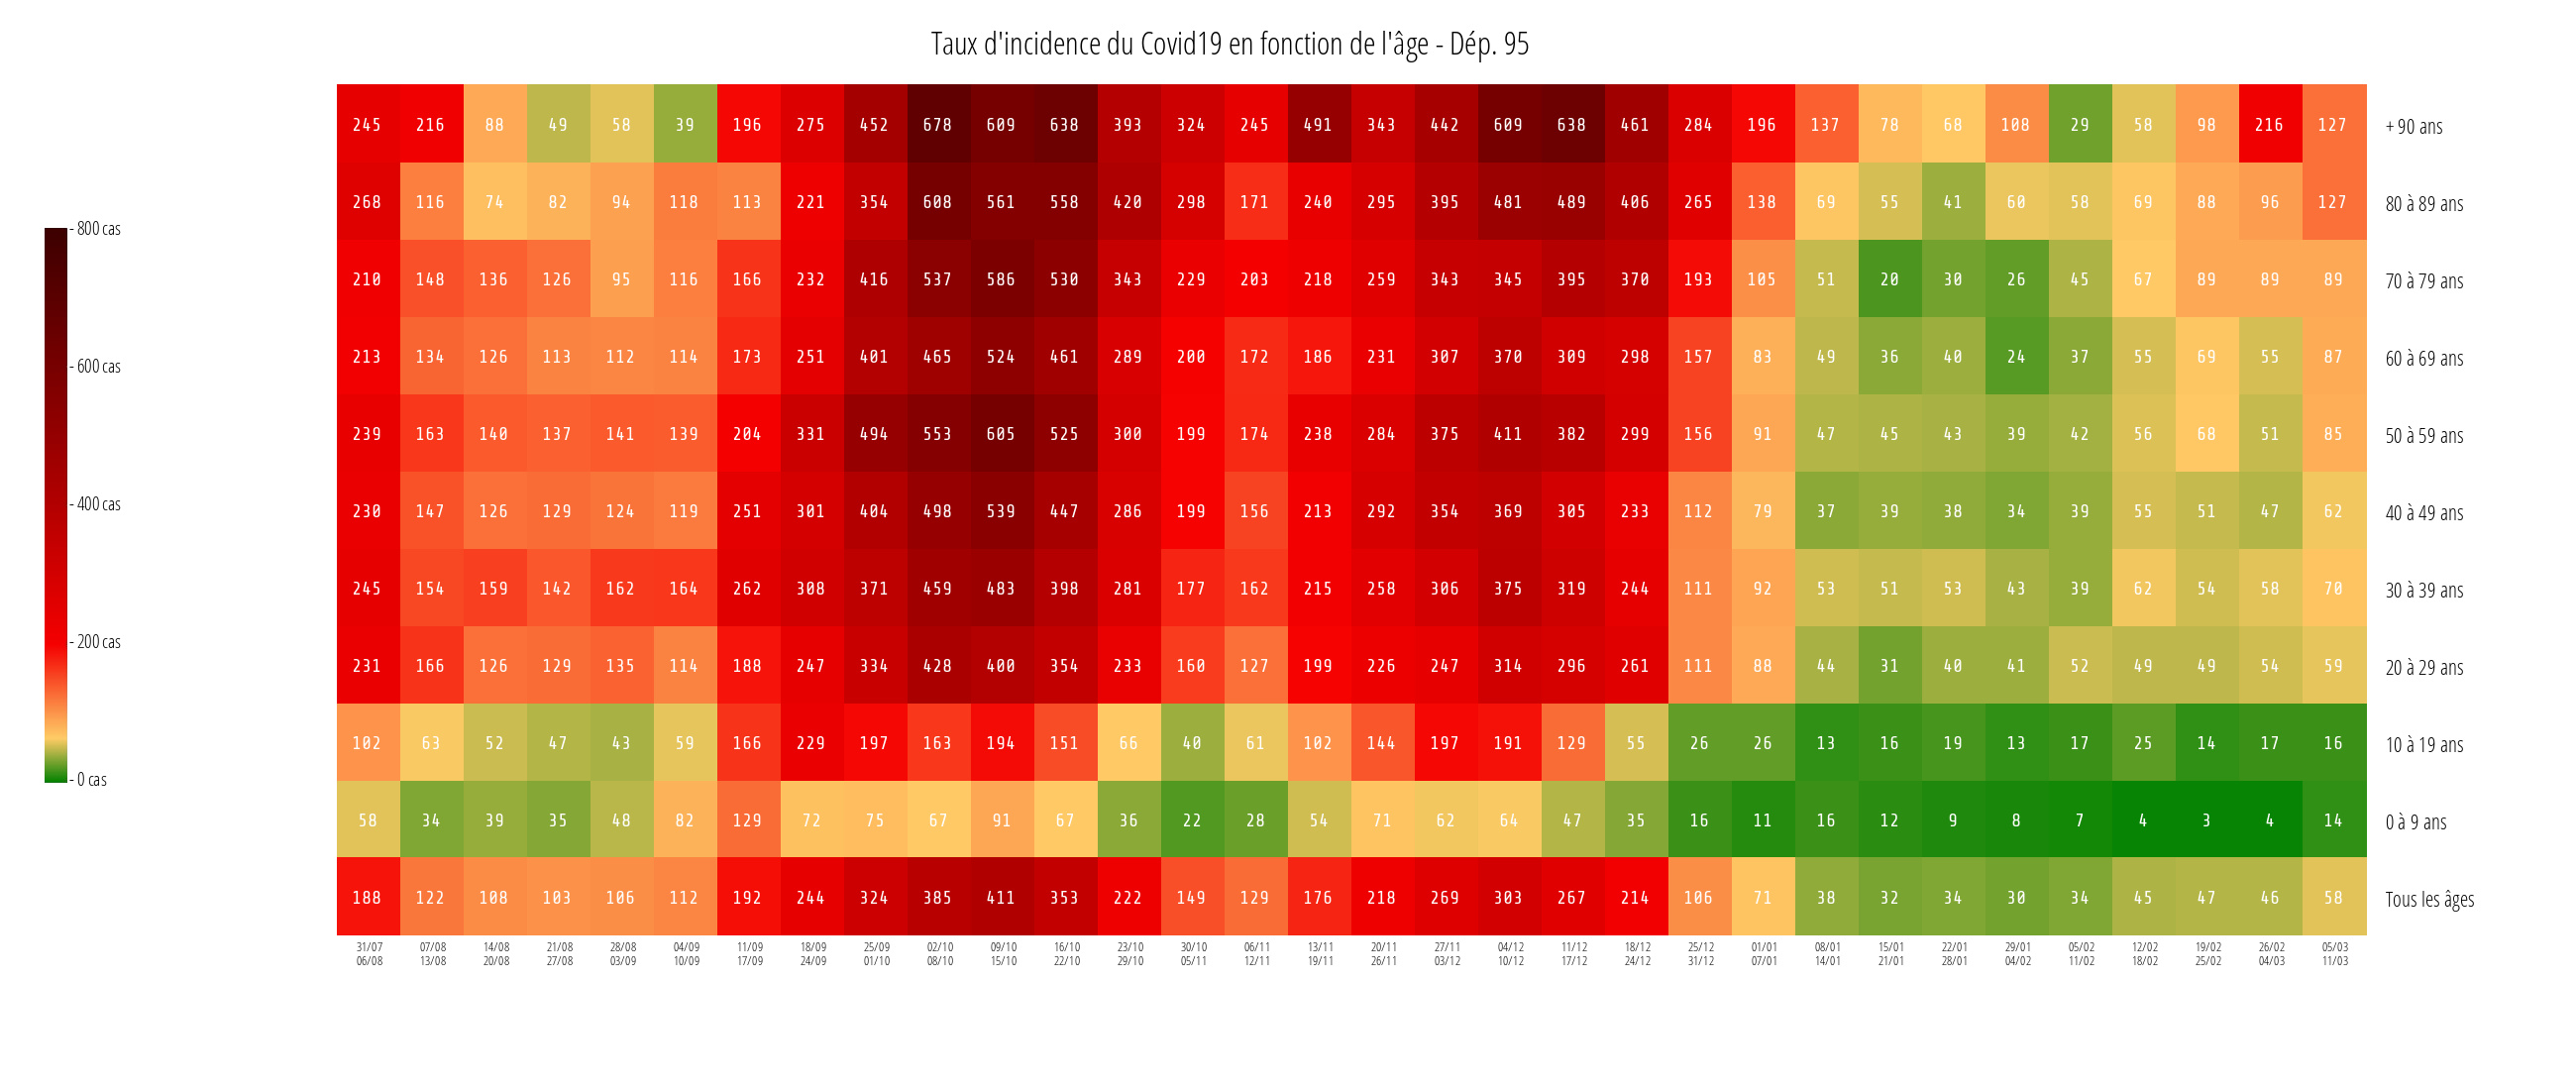 Taux d'incidence du Covid19 en fonction de l'âge - Dép. 95
- 800 cas
- 600 cas
- 400 cas
- 200 cas
- 0 cas
245 216 88 49 58 39 196 275 452 678 609 638 393 324 245 491 343 442 609 638 461 284 196 137 78 68 108 29 58 98 216 127 + 90 ans
268 116 74 82 94 118 113 221 354 608 561 558 420 298 171 240 295 395 481 489 406 265 138 69 55 41 60 58 69 88 96 127 80 à 89 ans
210 148 136 126 95 116 166 232 416 537 586 530 343 229 203 218 259 343 345 395 370 193 105 51 20 30 26 45 67 89 89 89 70 à 79 ans
213 134 126 113 112 114 173 251 401 465 524 461 289 200 172 186 231 307 370 309 298 157 83 49 36 40 24 37 55 69 55 87 60 à 69 ans
239 163 140 137 141 139 204 331 494 553 605 525 300 199 174 238 284 375 411 382 299 156 91 47 45 43 39 42 56 68 51 85 50 à 59 ans
230 147 126 129 124 119 251 301 404 498 539 447 286 199 156 213 292 354 369 305 233 112 79 37 39 38 34 39 55 51 47 62 40 à 49 ans
245 154 159 142 162 164 262 308 371 459 483 398 281 177 162 215 258 306 375 319 244 111 92 53 51 53 43 39 62 54 58 70 30 à 39 ans
231 166 126 129 135 114 188 247 334 428 400 354 233 160 127 199 226 247 314 296 261 111 88 44 31 40 41 52 49 49 54 59 20 à 29 ans
102 63 52 47 43 59 166 229 197 163 194 151 66 40 61 102 144 197 191 129 55 26 26 13 16 19 13 17 25 14 17 16 10 à 19 ans
58 34 39 35 48 82 129 72 75 67 91 67 36 22 28 54 71 62 64 47 35 16 11 16 12 9 8 7 4 3 4 14 0 à 9 ans
188 122 108 103 106 112 192 244 324 385 411 353 222 149 129 176 218 269 303 267 214 106 71 38 32 34 30 34 45 47 46 58 Tous les âges
31/07 07/08 14/08 21/08 28/08 04/09 11/09 18/09 25/09 02/10 09/10 16/10 23/10 30/10 06/11 13/11 20/11 27/11 04/12 11/12 18/12 25/12 01/01 08/01 15/01 22/01 29/01 05/02 12/02 19/02 26/02 05/03
06/08 13/08 20/08 27/08 03/09 10/09 17/09 24/09 01/10 08/10 15/10 22/10 29/10 05/11 12/11 19/11 26/11 03/12 10/12 17/12 24/12 31/12 07/01 14/01 21/01 28/01 04/02 11/02 18/02 25/02 04/03 11/03